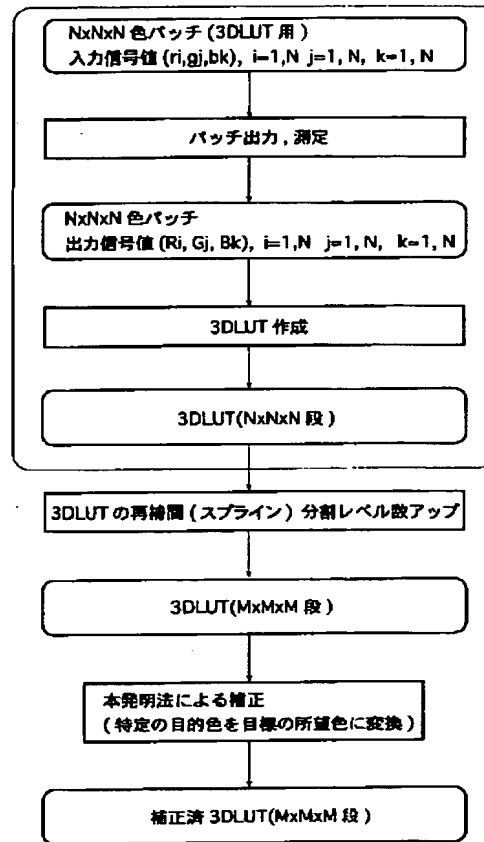 NxNxN 色パッチ(3DLUT 用)
入力信号値 (ri,gj,bk), i=1,N j=1, N, k=1, N
パッチ出力, 測定
NxNxN 色パッチ
出力信号値 (Ri, Gj, Bk), i=1,N j=1, N, k=1, N
3DLUT 作成
3DLUT(NxNxN 段)
3DLUT の再補間 (スプライン) 分割レベル数アップ
3DLUT(MxMxM 段)
本発明法による補正
(特定の目的色を目標の所望色に変換)
補正済 3DLUT(MxMxM 段)